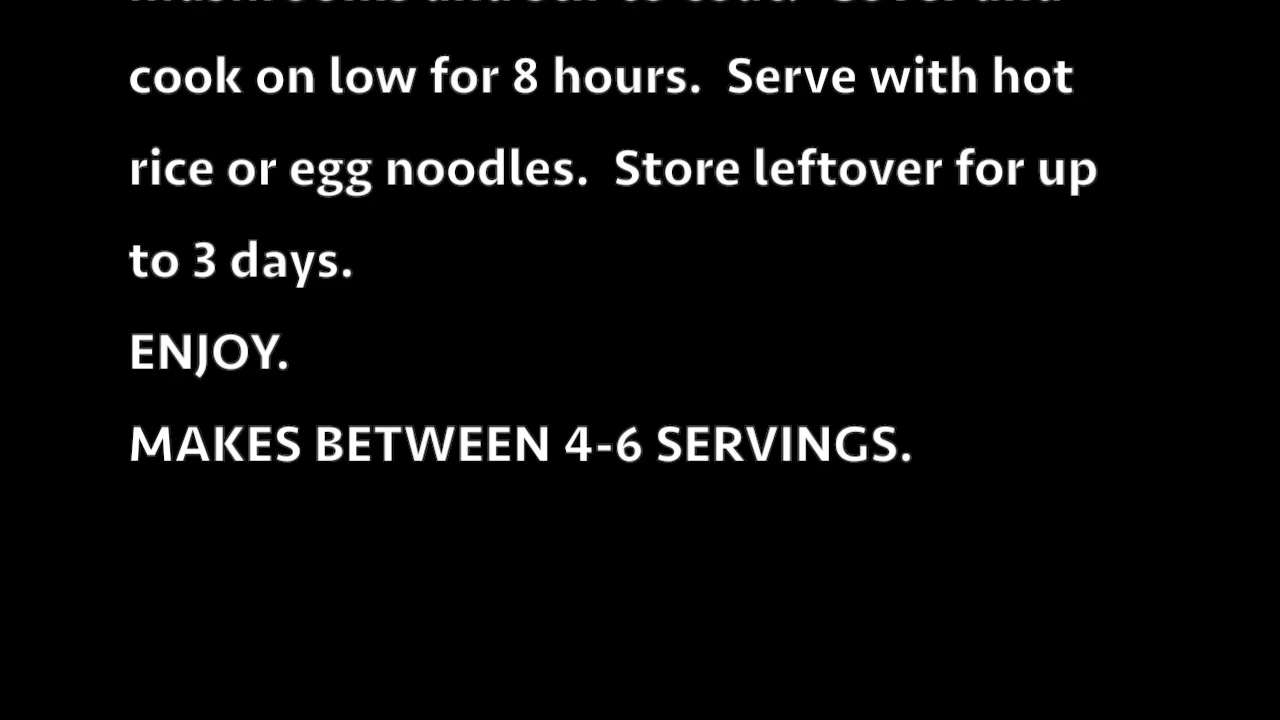 cook on low for 8 hours.  Serve with hot
rice or egg noodles.  Store leftover for up
to 3 days.
ENJOY.
MAKES BETWEEN 4-6 SERVINGS.